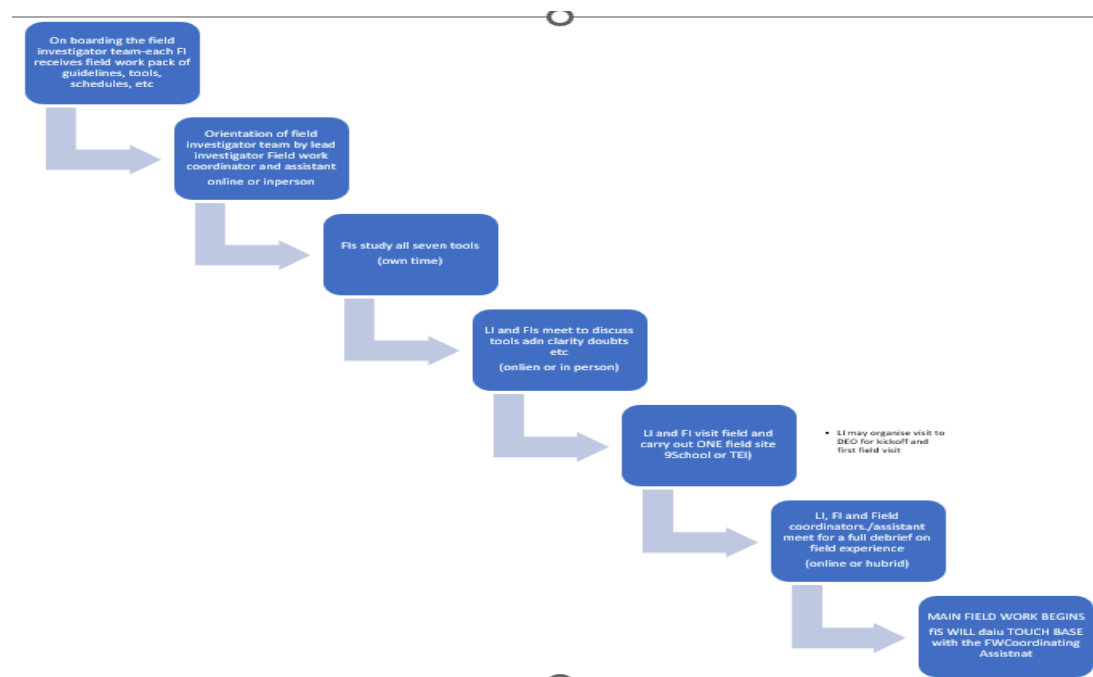 On boarding the field
investigator team-each FI
receives field work pack of
guidelines, tools,
schedules, etc
Orientation of field
investigator team by lead
investigator Field work
coordinator and assistant
online or inperson
FIs study all seven tools
(own time)
LI and FIs meet to discuss
tools adn clarity doubts
etc
(onlien or in person)
LI and FI visit field and
carry out ONE field site
9School or TEI)
• LI may organise visit to
DEO for kickoff and
first field visit
LI, FI and Field
coordinators./assistant
meet for a full debrief on
field experience
(online or hubrid)
MAIN FIELD WORK BEGINS
fiS WILL daiu TOUCH BASE
with the FWCoordinating
Assistnat